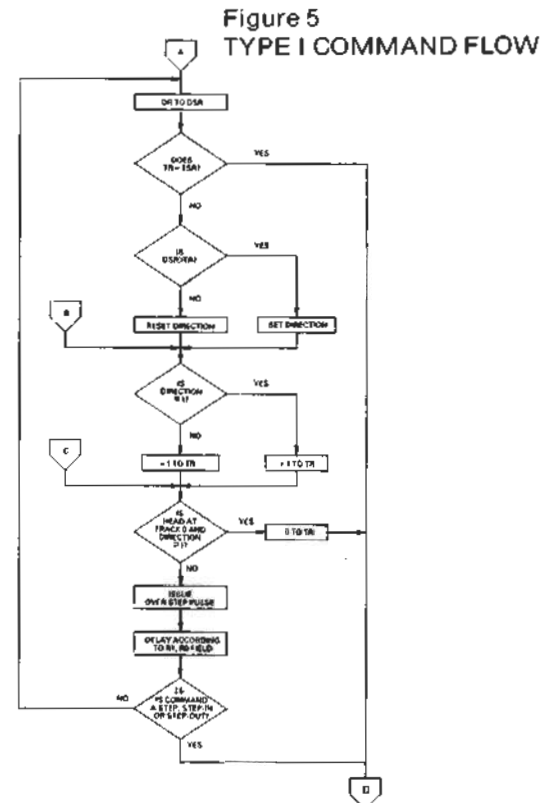 Figure 5
TYPE I COMMAND FLOW
A
DR TO DSR
DOES
TR = DSR?
YES
NO
IS
DSR>TR?
YES
NO
B
RESET DIRECTION
SET DIRECTION
IS
DIRECTION
YES
NO
C
-1 TO TR
+1 TO TR
IS
HEAD AT
TRACK 0 AND
DIRECTION
YES
0 TO TR
NO
ISSUE
OVER STEP PULSE
DELAY ACCORDING
TO R1, R0 FIELD
IS COMMAND
A STEP, STEP-IN
OR STEP-OUT?
NO
YES
D